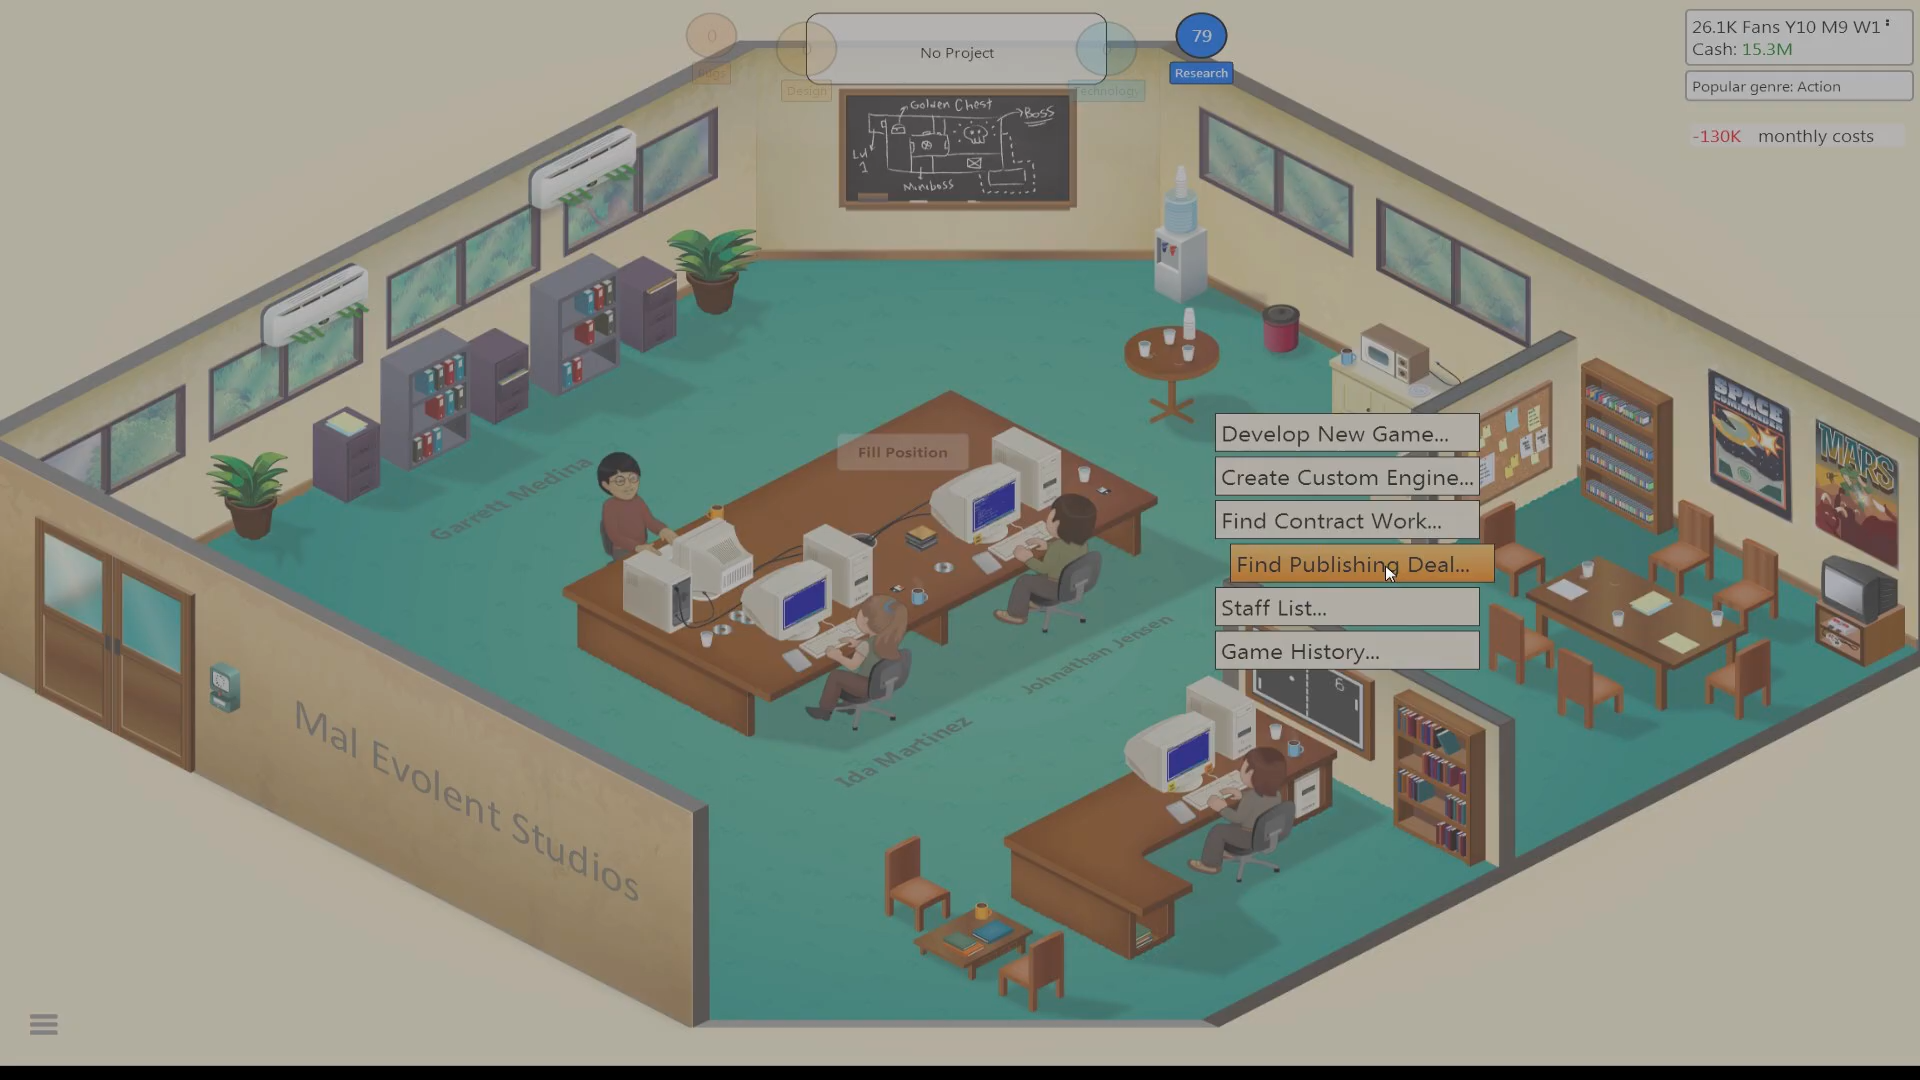 0
No Project
79
Bugs
Design
Technology
Research
26.1K Fans Y10 M9 W1
Cash: 15.3M
Popular genre: Action
-130K monthly costs
Golden Chest
Boss
Lvl
1
Miniboss
SPACE
COMMANDER
MARS
Fill Position
Garrett Medina
Johnathan Jensen
Ida Martinez
Develop New Game...
Create Custom Engine...
Find Contract Work...
Find Publishing Deal...
Staff List...
Game History...
6
Mal Evolent Studios